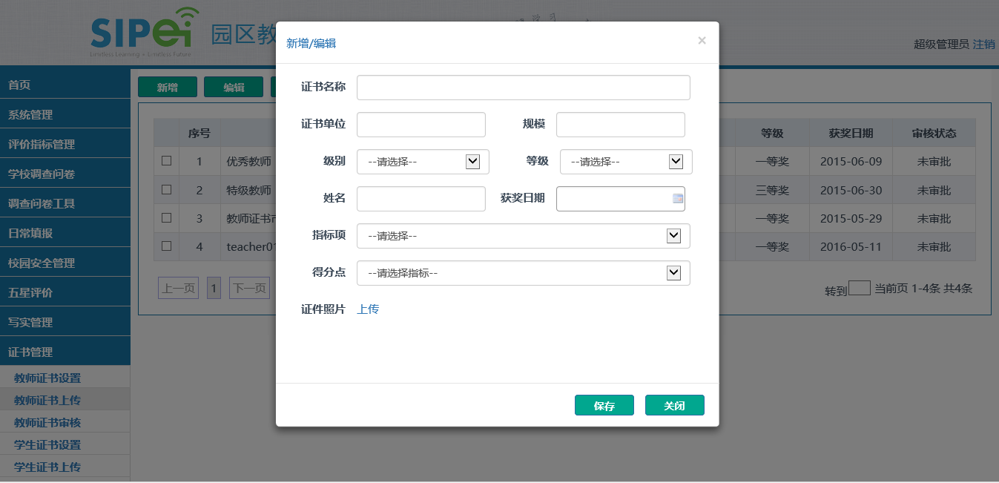 SIPei
Limitless Learning + Limitless Future
园区教
超级管理员 注销
首页
系统管理
评价指标管理
学校调查问卷
调查问卷工具
日常填报
校园安全管理
五星评价
写实管理
证书管理
教师证书设置
教师证书上传
教师证书审核
学生证书设置
学生证书上传
新增 编辑
序号 等级 获奖日期 审核状态
1 优秀教师 一等奖 2015-06-09 未审批
2 特级教师 三等奖 2015-06-30 未审批
3 教师证书 一等奖 2015-05-29 未审批
4 teacher01 一等奖 2016-05-11 未审批
上一页 1 下一页
转到 当前页 1-4条 共4条
新增/编辑 ×
证书名称
证书单位 规模
级别 --请选择-- 等级 --请选择--
姓名 获奖日期
指标项 --请选择--
得分点 --请选择指标--
证件照片 上传
保存 关闭